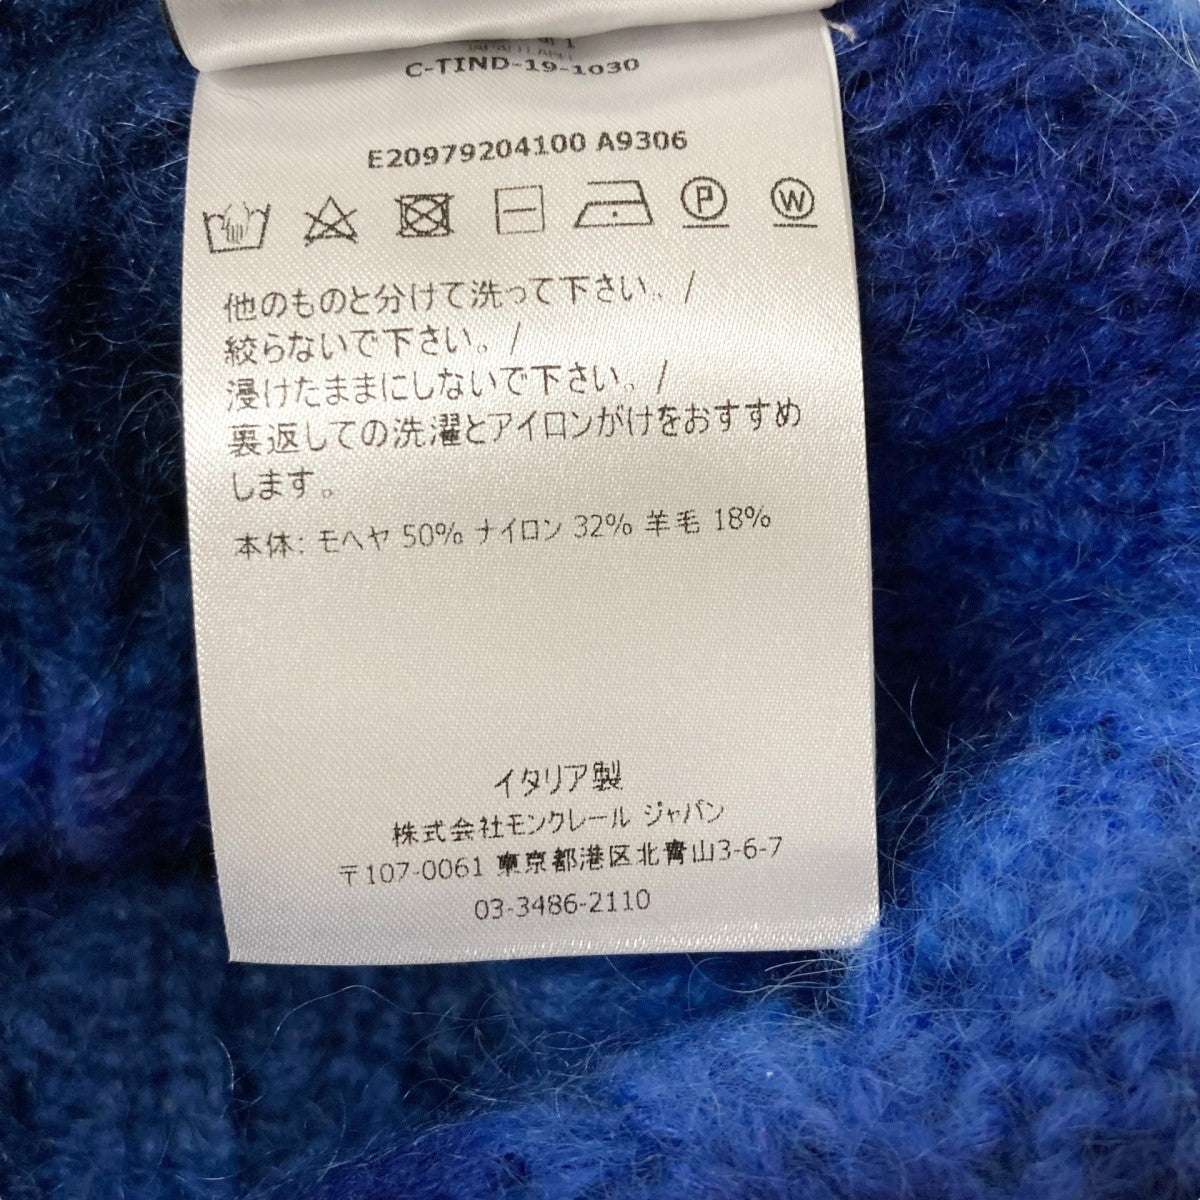 C-TIND-19-1030
E20979204100 A9306
P W
他のものと分けて洗って下さい。/
絞らないで下さい。/
浸けたままにしないで下さい。/
裏返しての洗濯とアイロンがけをおすすめ
します。
本体: モヘヤ 50% ナイロン 32% 羊毛 18%
イタリア製
株式会社モンクレール ジャパン
〒107-0061 東京都港区北青山3-6-7
03-3486-2110